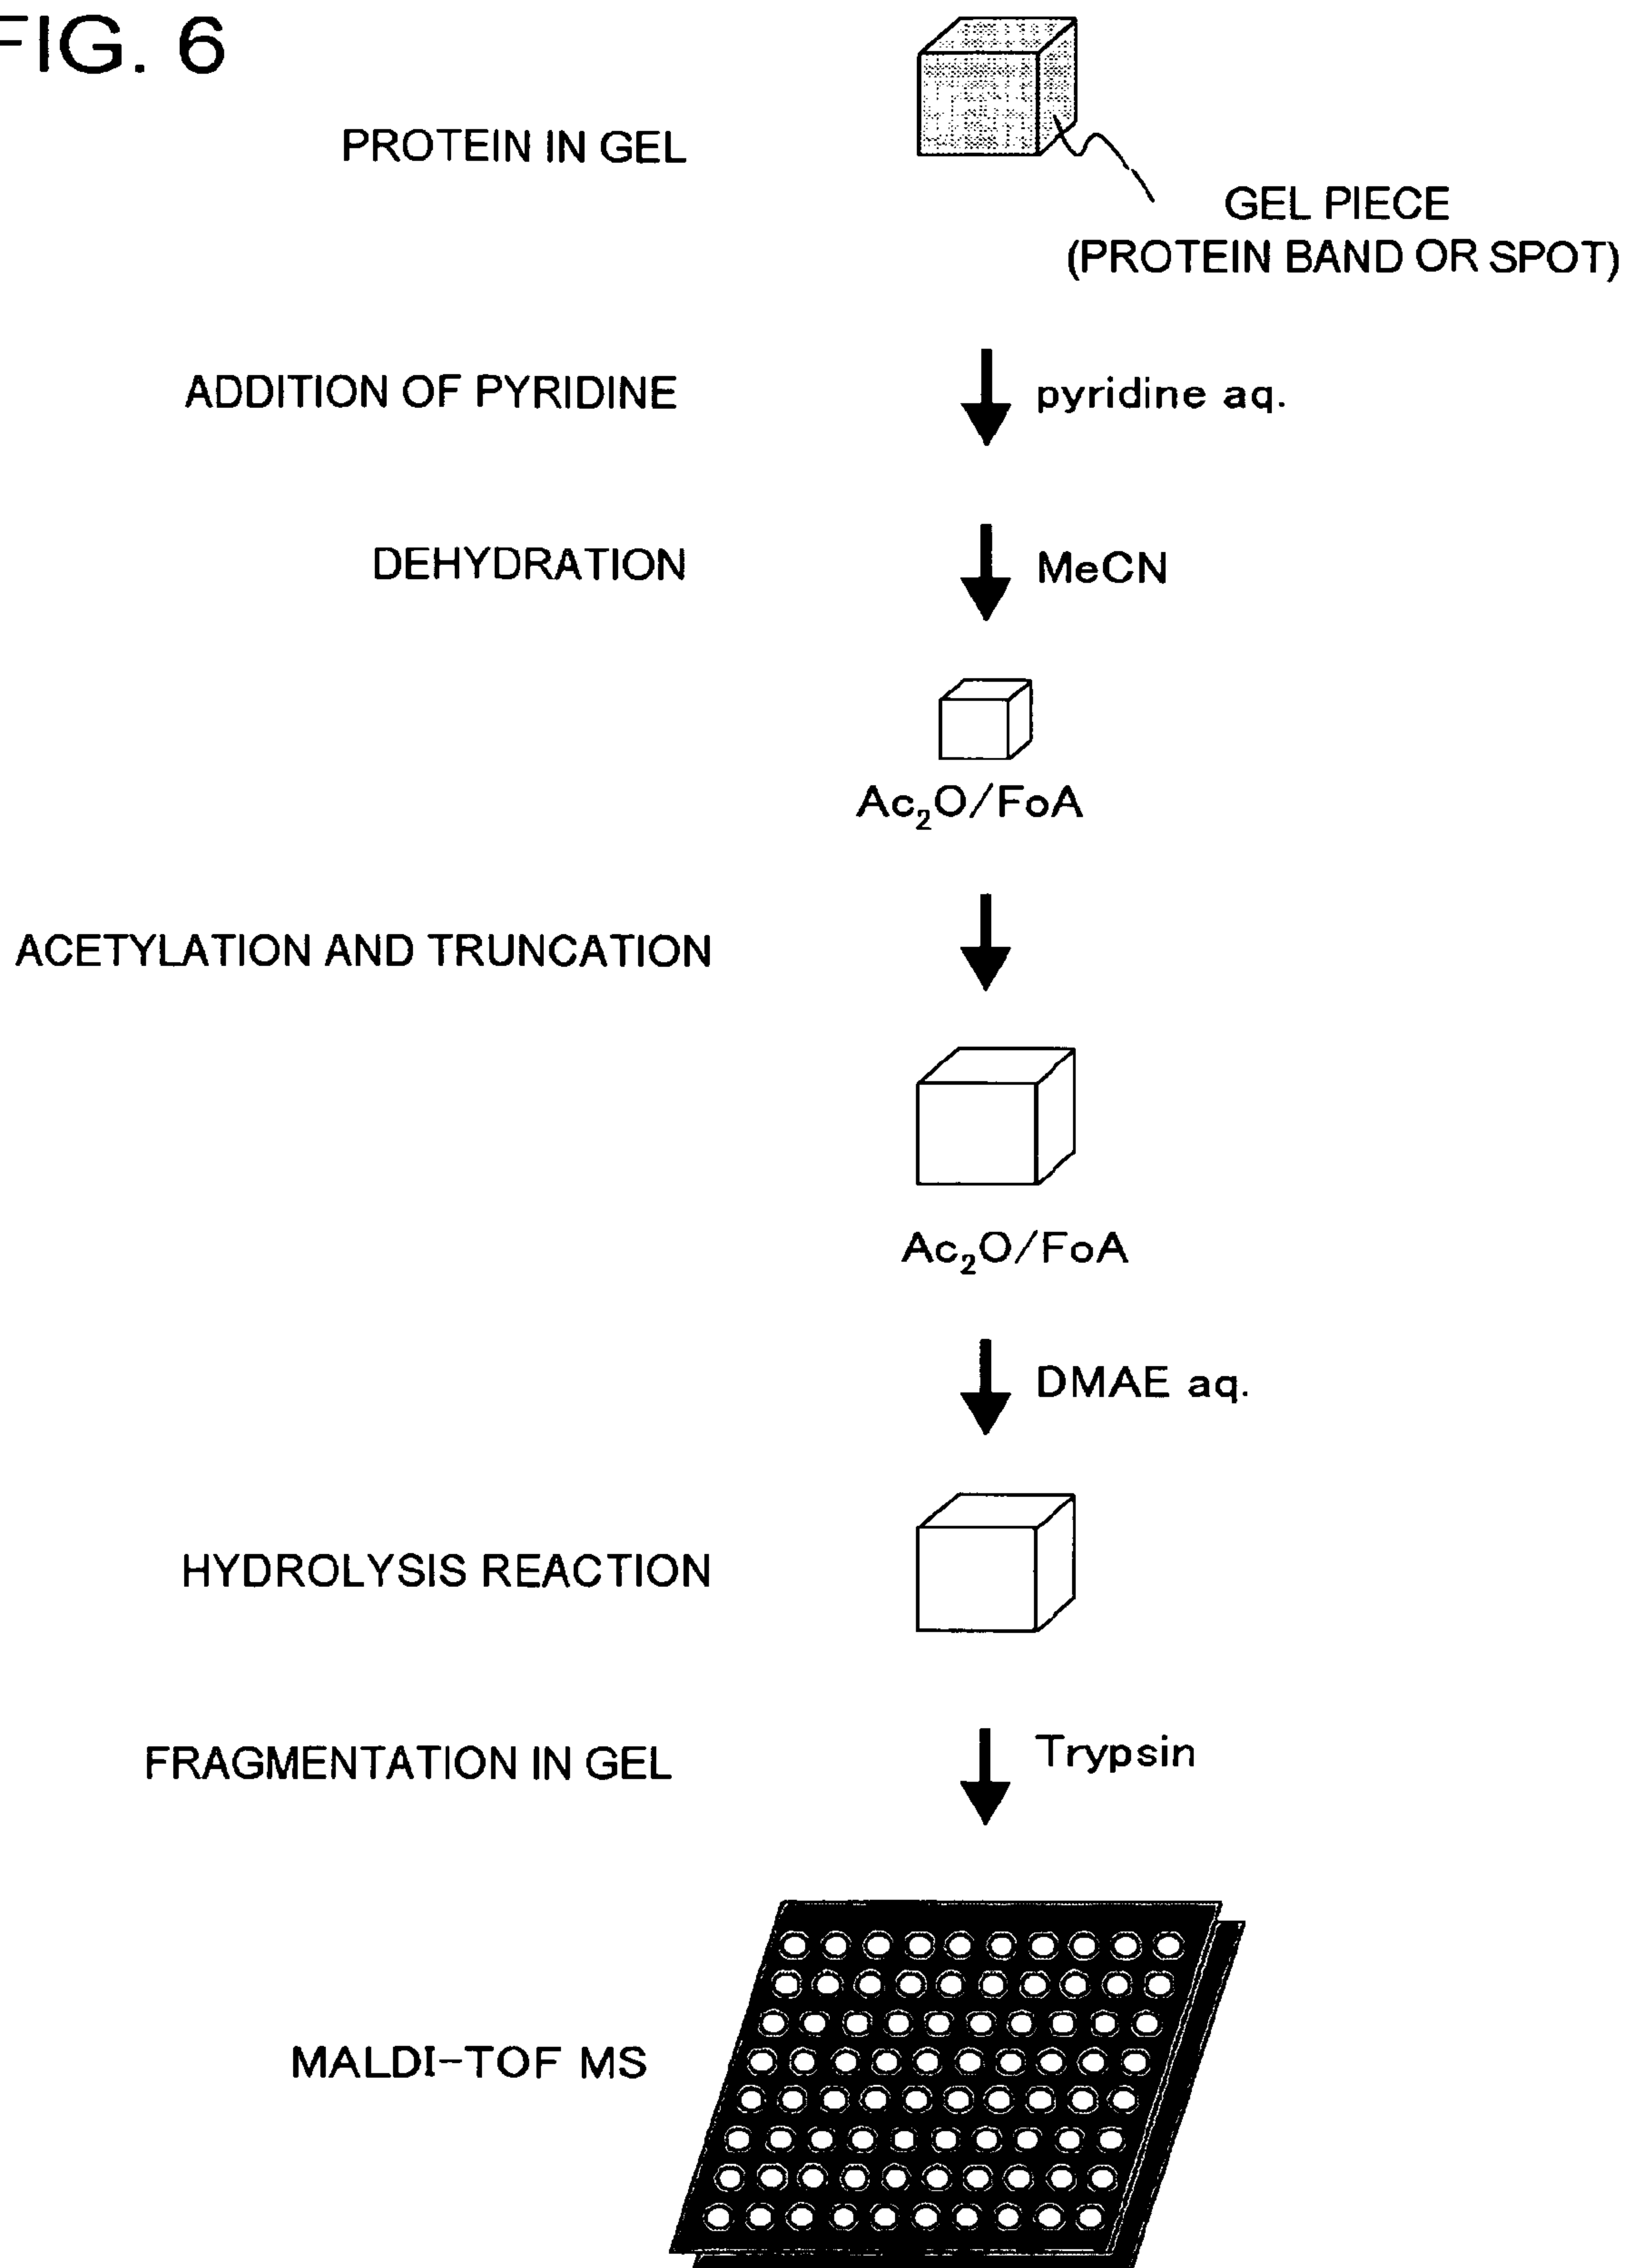 FIG. 6
PROTEIN IN GEL
GEL PIECE
(PROTEIN BAND OR SPOT)
ADDITION OF PYRIDINE
pyridine aq.
DEHYDRATION
MeCN
Ac₂O/FoA
ACETYLATION AND TRUNCATION
Ac₂O/FoA
DMAE aq.
HYDROLYSIS REACTION
FRAGMENTATION IN GEL
Trypsin
MALDI-TOF MS